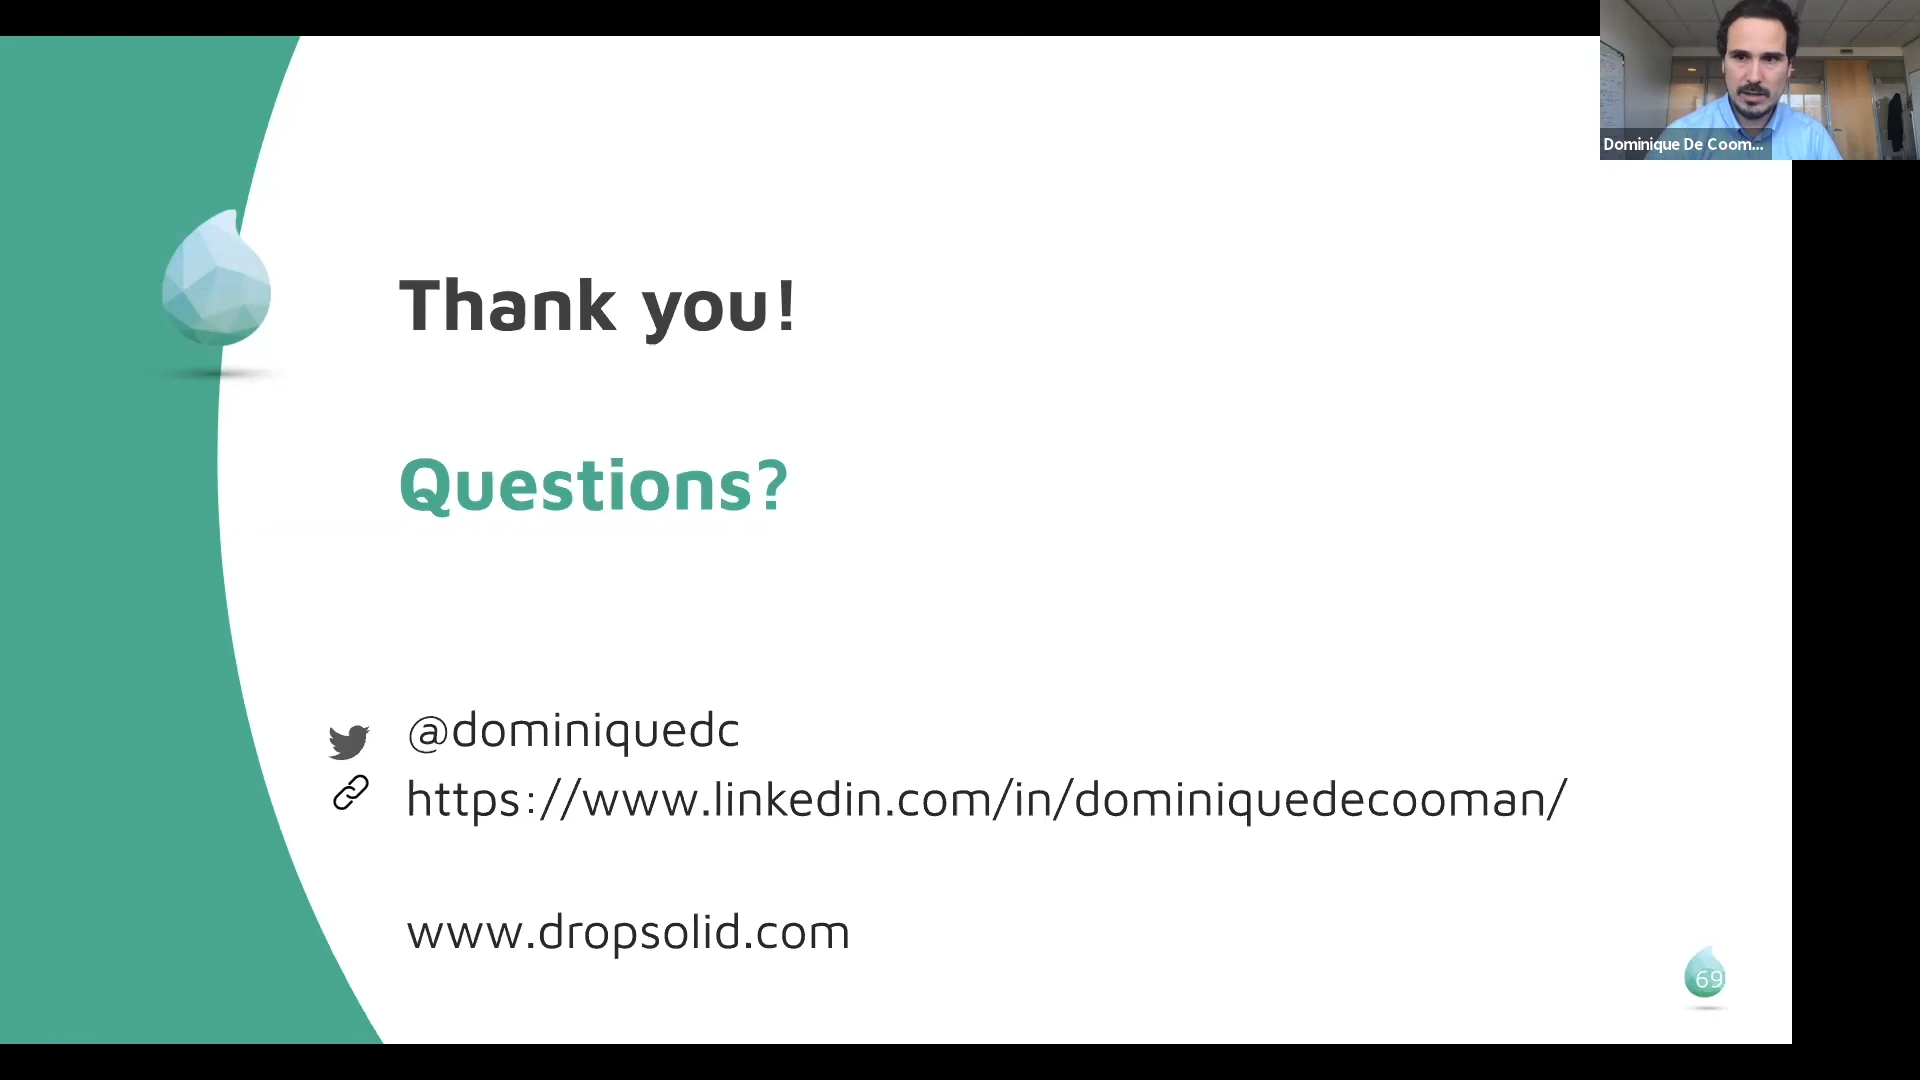 Dominique De Coom...
Thank you!
Questions?
@dominiquedc
https://www.linkedin.com/in/dominiquedecooman/
www.dropsolid.com
69